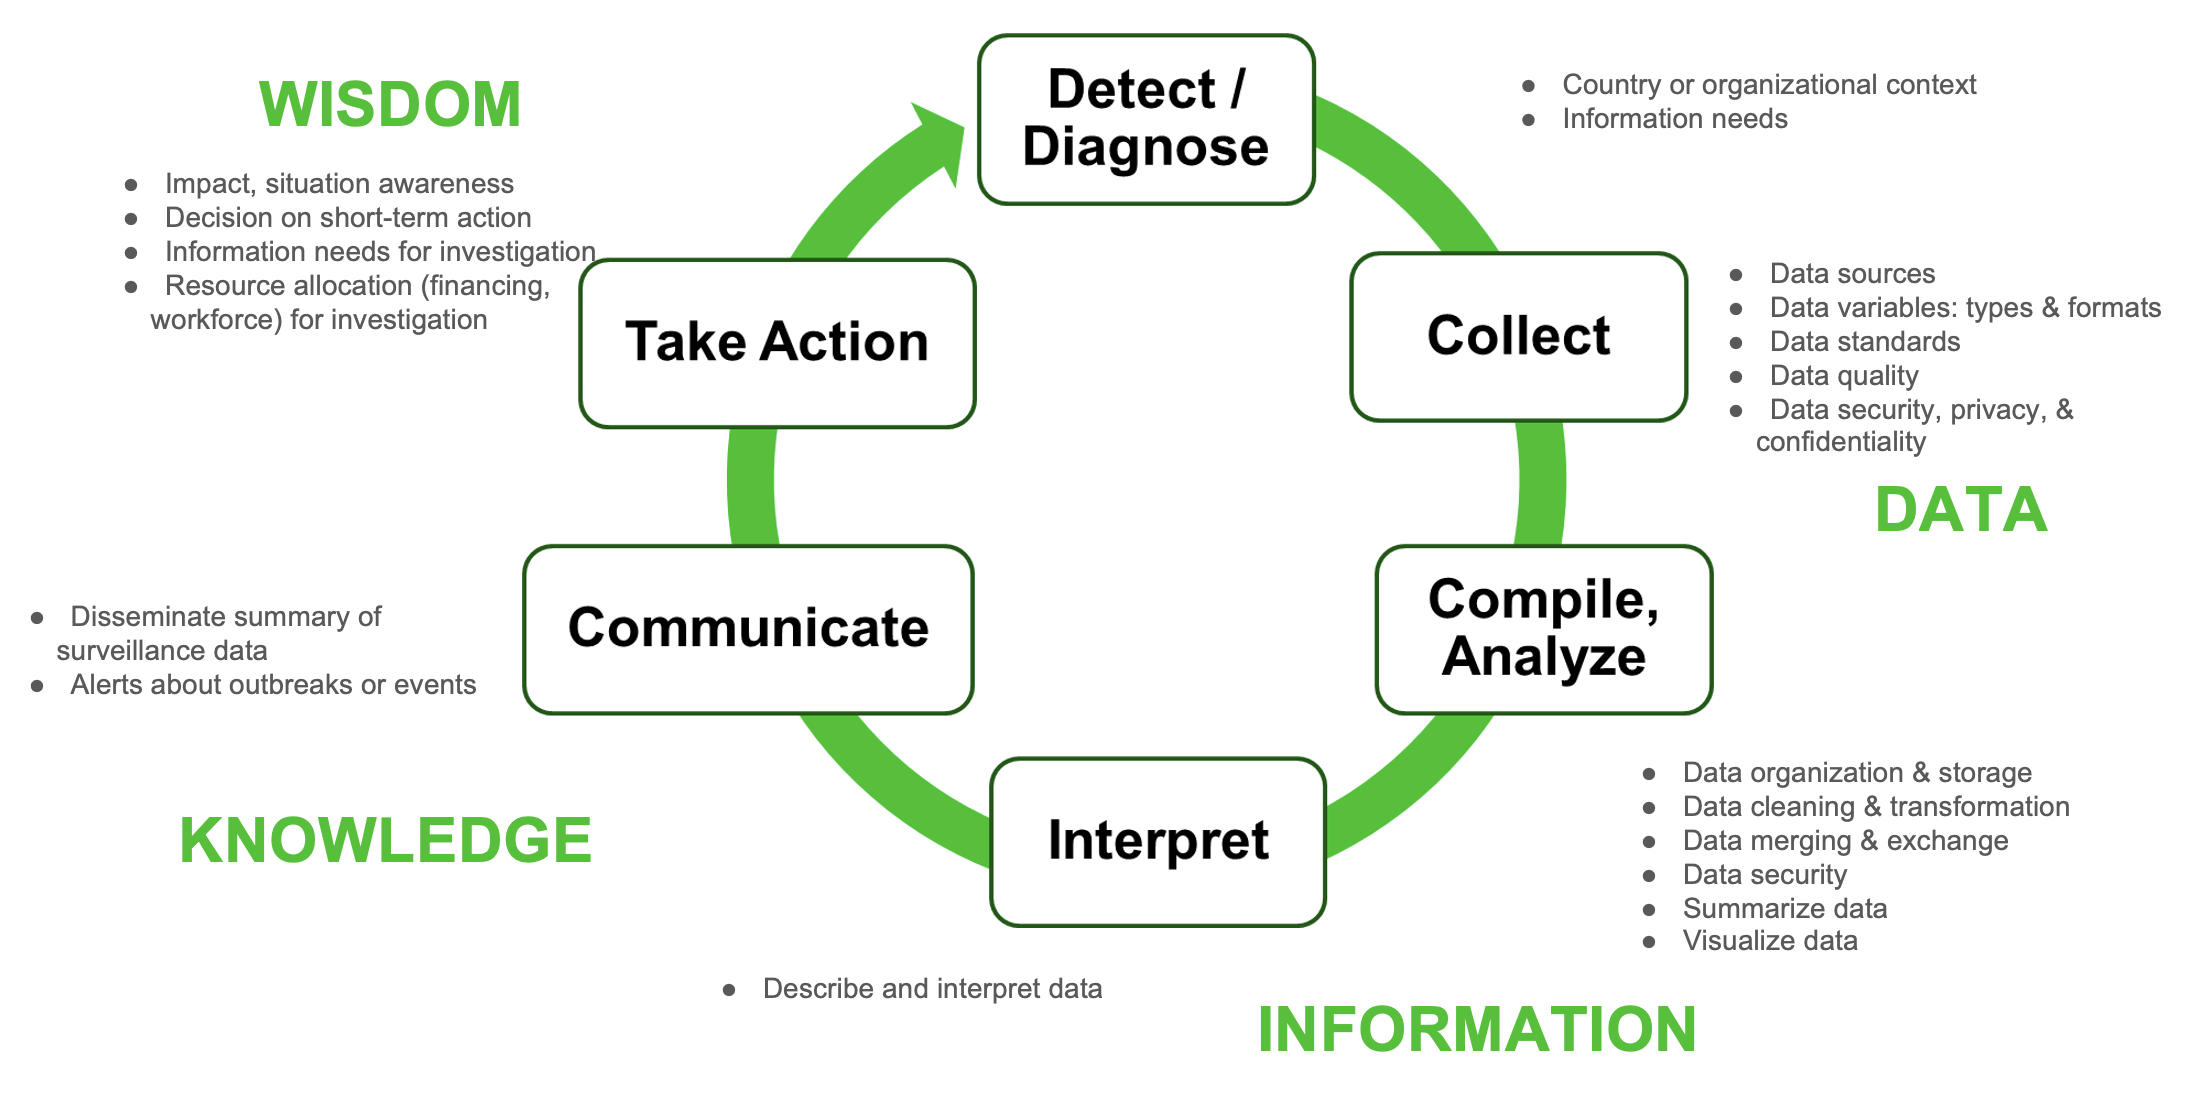 Detect /
Diagnose
● Country or organizational context
● Information needs
Collect
● Data sources
● Data variables: types & formats
● Data standards
● Data quality
● Data security, privacy, &
confidentiality
DATA
Compile,
Analyze
● Data organization & storage
● Data cleaning & transformation
● Data merging & exchange
● Data security
● Summarize data
● Visualize data
INFORMATION
Interpret
● Describe and interpret data
KNOWLEDGE
Communicate
● Disseminate summary of
surveillance data
● Alerts about outbreaks or events
Take Action
WISDOM
● Impact, situation awareness
● Decision on short-term action
● Information needs for investigation
● Resource allocation (financing,
workforce) for investigation